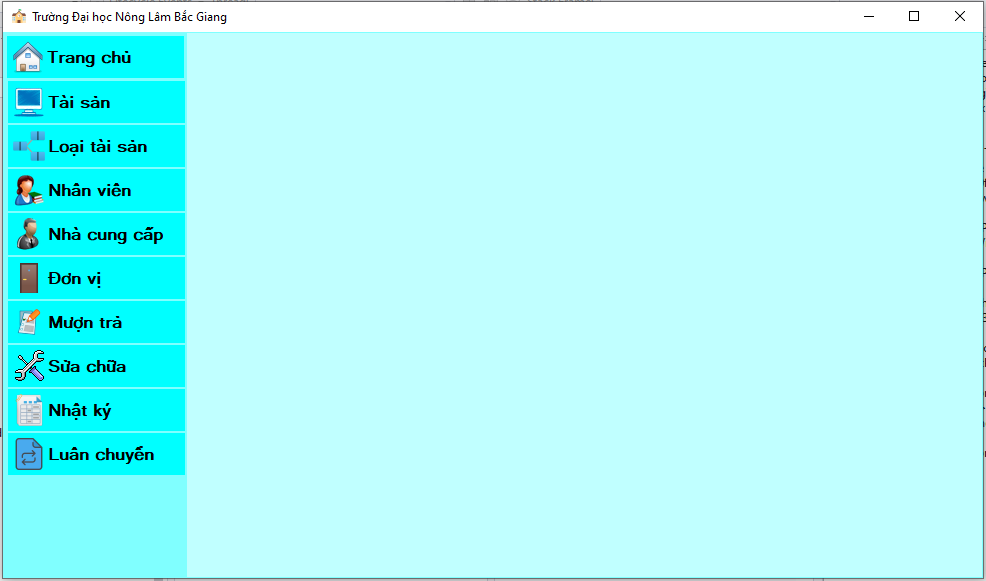 Trường Đại học Nông Lâm Bắc Giang
Trang chủ
Tài sản
Loại tài sản
Nhân viên
Nhà cung cấp
Đơn vị
Mượn trả
Sửa chữa
Nhật ký
Luân chuyển